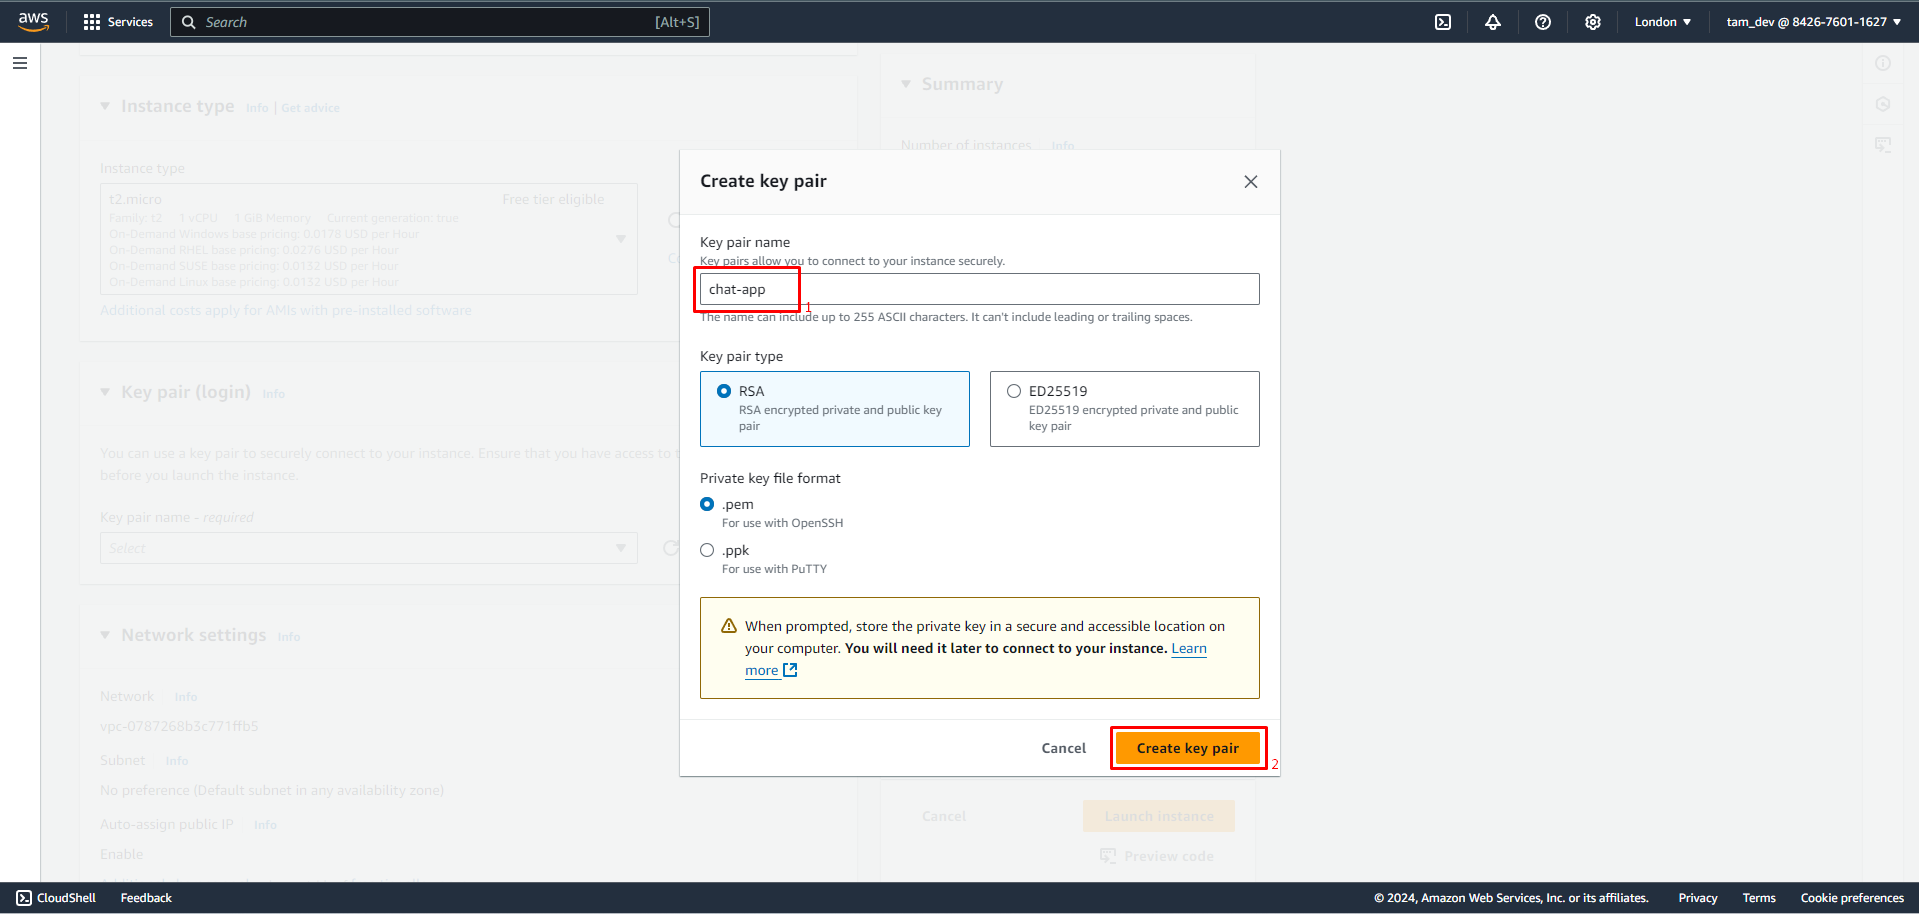 aws
Services
Search
[Alt+S]
London
tam_dev @ 8426-7601-1627
Instance type
Info
Get advice
Instance type
t2.micro
Free tier eligible
Family: t2 1 vCPU 1 GiB Memory Current generation: true
On-Demand Windows base pricing: 0.0178 USD per Hour
On-Demand RHEL base pricing: 0.0276 USD per Hour
On-Demand SUSE base pricing: 0.0132 USD per Hour
On-Demand Linux base pricing: 0.0132 USD per Hour
Additional costs apply for AMIs with pre-installed software
Key pair (login)
Info
You can use a key pair to securely connect to your instance. Ensure that you have access to t
before you launch the instance.
Key pair name - required
Select
Network settings
Info
Network
Info
vpc-0787268b3c771ffb5
Subnet
Info
No preference (Default subnet in any availability zone)
Auto-assign public IP
Info
Enable
Summary
Number of instances
Info
Create key pair
Key pair name
Key pairs allow you to connect to your instance securely.
chat-app
1
The name can include up to 255 ASCII characters. It can't include leading or trailing spaces.
Key pair type
RSA
RSA encrypted private and public key
pair
ED25519
ED25519 encrypted private and public
key pair
Private key file format
.pem
For use with OpenSSH
.ppk
For use with PuTTY
When prompted, store the private key in a secure and accessible location on
your computer. You will need it later to connect to your instance. Learn
more
Cancel
Create key pair
2
Cancel
Launch instance
Preview code
CloudShell
Feedback
© 2024, Amazon Web Services, Inc. or its affiliates.
Privacy
Terms
Cookie preferences